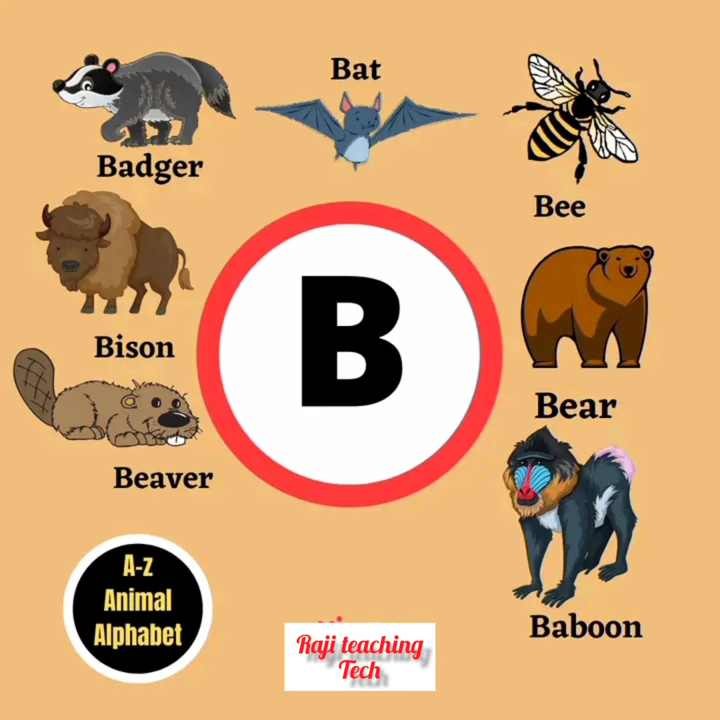 Bat
Badger
Bee
Bison
B
Bear
Beaver
A-z
Animal
Alphabet
Baboon
Raji teaching
Tech